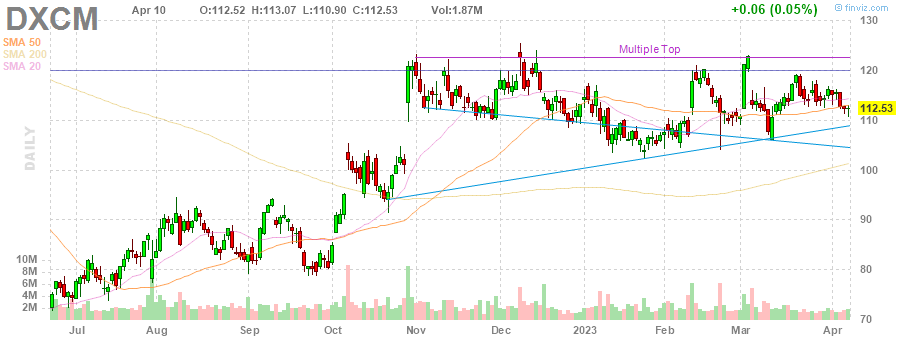 DXCM Apr 10 O:112.52 H:113.07 L:110.90 C:112.53 Vol:1.87M +0.06 (0.05%) © finviz.com
SMA 50
SMA 200
SMA 20
Multiple Top
DAILY
130
120
112.53
110
100
90
80
70
10M
8M
6M
4M
2M
Jul Aug Sep Oct Nov Dec 2023 Feb Mar Apr